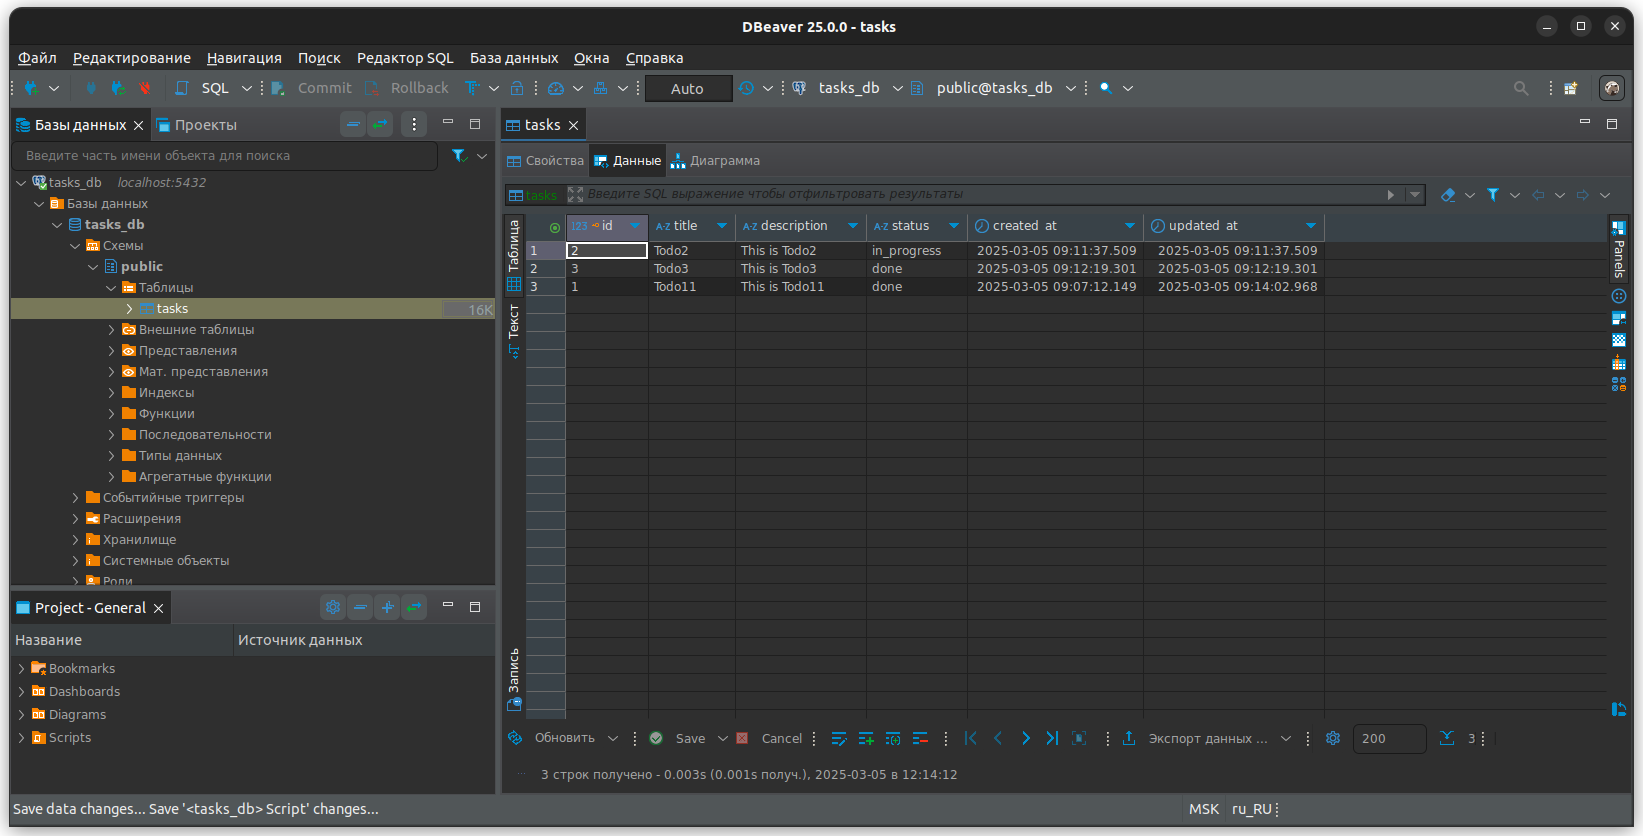 DBeaver 25.0.0 - tasks
Файл Редактирование Навигация Поиск Редактор SQL База данных Окна Справка
SQL Commit Rollback Auto tasks_db public@tasks_db
Базы данных Проекты
Введите часть имени объекта для поиска
tasks_db localhost:5432
Базы данных
tasks_db
Схемы
public
Таблицы
tasks 16K
Внешние таблицы
Представления
Мат. представления
Индексы
Функции
Последовательности
Типы данных
Агрегатные функции
Событийные триггеры
Расширения
Хранилище
Системные объекты
Роли
Project - General
Название Источник данных
Bookmarks
Dashboards
Diagrams
Scripts
tasks
Свойства Данные Диаграмма
tasks Введите SQL выражение чтобы отфильтровать результаты
Таблица
Текст
Запись
123 id A-Z title A-Z description A-Z status created_at updated_at
1 2 Todo2 This is Todo2 in_progress 2025-03-05 09:11:37.509 2025-03-05 09:11:37.509
2 3 Todo3 This is Todo3 done 2025-03-05 09:12:19.301 2025-03-05 09:12:19.301
3 1 Todo11 This is Todo11 done 2025-03-05 09:07:12.149 2025-03-05 09:14:02.968
Panels
Обновить Save Cancel Экспорт данных ... 200 3
3 строк получено - 0.003s (0.001s получ.), 2025-03-05 в 12:14:12
Save data changes... Save '<tasks_db> Script' changes...
MSK ru_RU